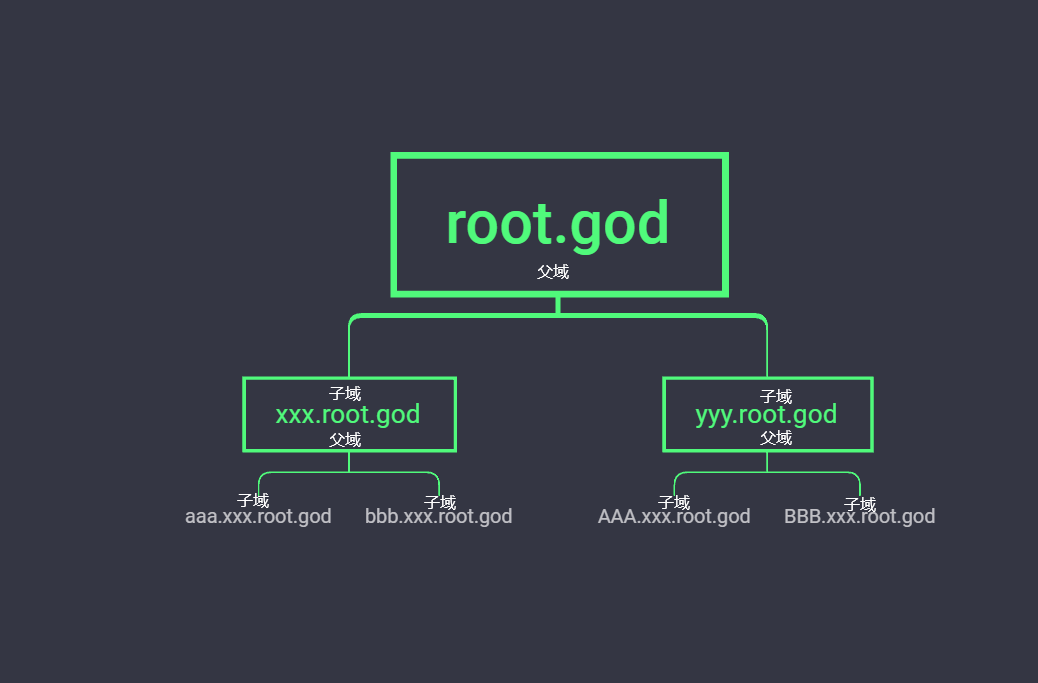 root.god
父域
子域
xxx.root.god
父域
子域
yyy.root.god
父域
子域
aaa.xxx.root.god
子域
bbb.xxx.root.god
子域
AAA.xxx.root.god
子域
BBB.xxx.root.god